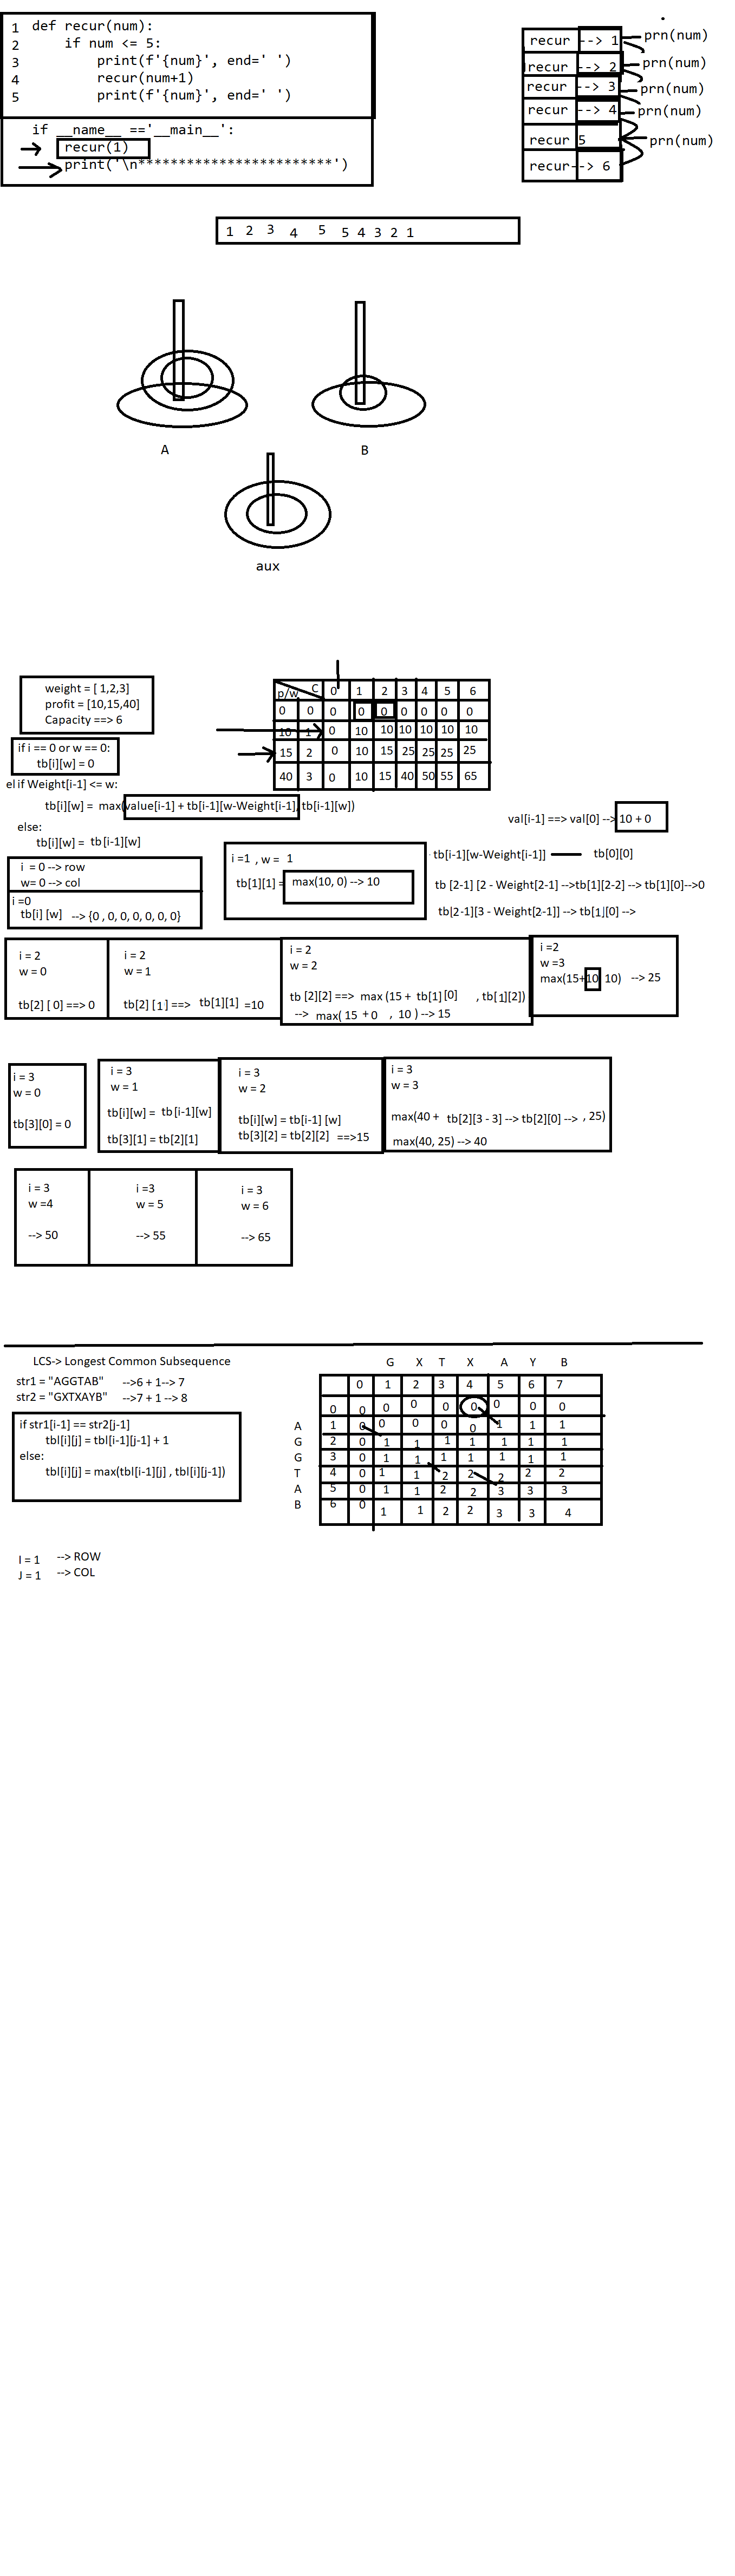 1 def recur(num):
2 if num <= 5:
3 print(f'{num}', end=' ')
4 recur(num+1)
5 print(f'{num}', end=' ')
if __name__ =='__main__':
recur(1)
print('\n************************')
recur --> 1 prn(num)
recur --> 2 prn(num)
recur --> 3 prn(num)
recur --> 4 prn(num)
recur 5 prn(num)
recur--> 6
1 2 3 4 5 5 4 3 2 1
A B
aux
weight = [ 1,2,3]
profit = [10,15,40]
Capacity ==> 6
p/w C 0 1 2 3 4 5 6
0 0 0 0 0 0 0 0 0
10 1 0 10 10 10 10 10 10
15 2 0 10 15 25 25 25 25
40 3 0 10 15 40 50 55 65
if i == 0 or w == 0:
tb[i][w] = 0
el if Weight[i-1] <= w:
tb[i][w] = max(value[i-1] + tb[i-1][w-Weight[i-1], tb[i-1][w])
else:
tb[i][w] = tb[i-1][w]
val[i-1] ==> val[0] --> 10 + 0
i = 0 --> row
w= 0 --> col
i =0
tb[i] [w] --> {0 , 0, 0, 0, 0, 0, 0}
i =1 , w = 1
tb[1][1] = max(10, 0) --> 10
tb[i-1][w-Weight[i-1]] tb[0][0]
tb [2-1] [2 - Weight[2-1] -->tb[1][2-2] --> tb[1][0]-->0
tb[2-1][3 - Weight[2-1]] --> tb[1][0] -->
i = 2
w = 0
tb[2] [ 0]==> 0
i = 2
w = 1
tb[2] [1] ==> tb[1][1] =10
i = 2
w = 2
tb [2][2] ==> max (15 + tb[1][0] , tb[1][2])
--> max( 15 + 0 , 10 ) --> 15
i =2
w =3
max(15+10, 10) --> 25
i = 3
w = 0
tb[3][0] = 0
i = 3
w = 1
tb[i][w] = tb[i-1][w]
tb[3][1] = tb[2][1]
i = 3
w = 2
tb[i][w] = tb[i-1] [w]
tb[3][2] = tb[2][2] ==>15
i = 3
w = 3
max(40 + tb[2][3 - 3] --> tb[2][0] --> , 25)
max(40, 25) --> 40
i = 3
w =4
--> 50
i =3
w = 5
--> 55
i = 3
w = 6
--> 65
LCS-> Longest Common Subsequence
str1 = "AGGTAB" -->6 + 1--> 7
str2 = "GXTXAYB" -->7 + 1 --> 8
if str1[i-1] == str2[j-1]
tbl[i][j] = tbl[i-1][j-1] + 1
else:
tbl[i][j] = max(tbl[i-1][j] , tbl[i][j-1])
G X T X A Y B
0 1 2 3 4 5 6 7
0 0 0 0 0 0 0 0 0
A 1 0 0 0 0 0 1 1 1
G 2 0 1 1 1 1 1 1 1
G 3 0 1 1 1 1 1 1 1
T 4 0 1 1 2 2 2 2 2
A 5 0 1 1 2 2 3 3 3
B 6 0 1 1 2 2 3 3 4
I = 1 --> ROW
J = 1 --> COL